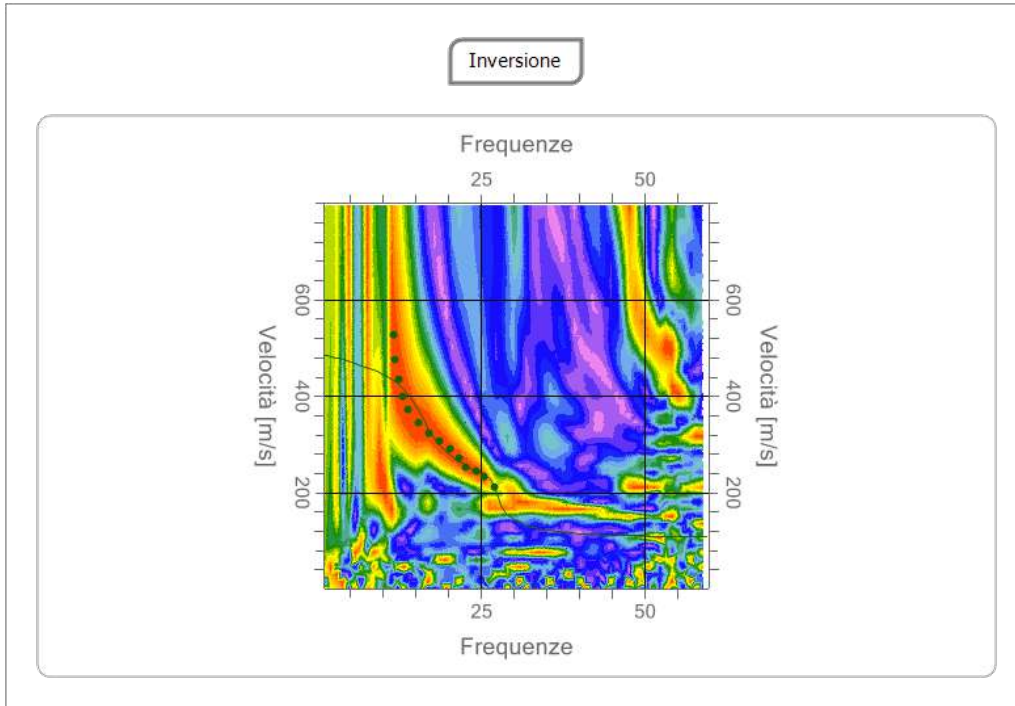 Inversione
Frequenze
25 50
600 600
Velocità [m/s] Velocità [m/s]
400 400
200 200
25 50
Frequenze